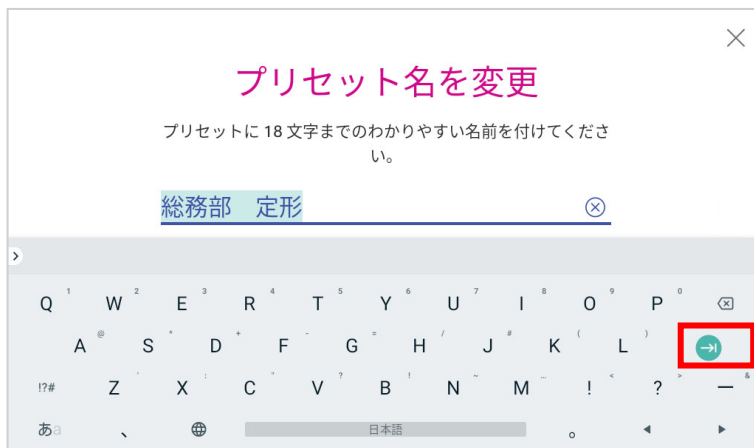 プリセット名を変更
プリセットに 18 文字までのわかりやすい名前を付けてくださ
い。
総務部　定形
Q 1 W 2 E 3 R 4 T 5 Y 6 U 7 I 8 O 9 P 0
A @ S * D + F - G = H / J # K ( L )
!?# Z ' X : C " V ? B ! N ~ M … ! < ? > — &
あa 、 日本語 。